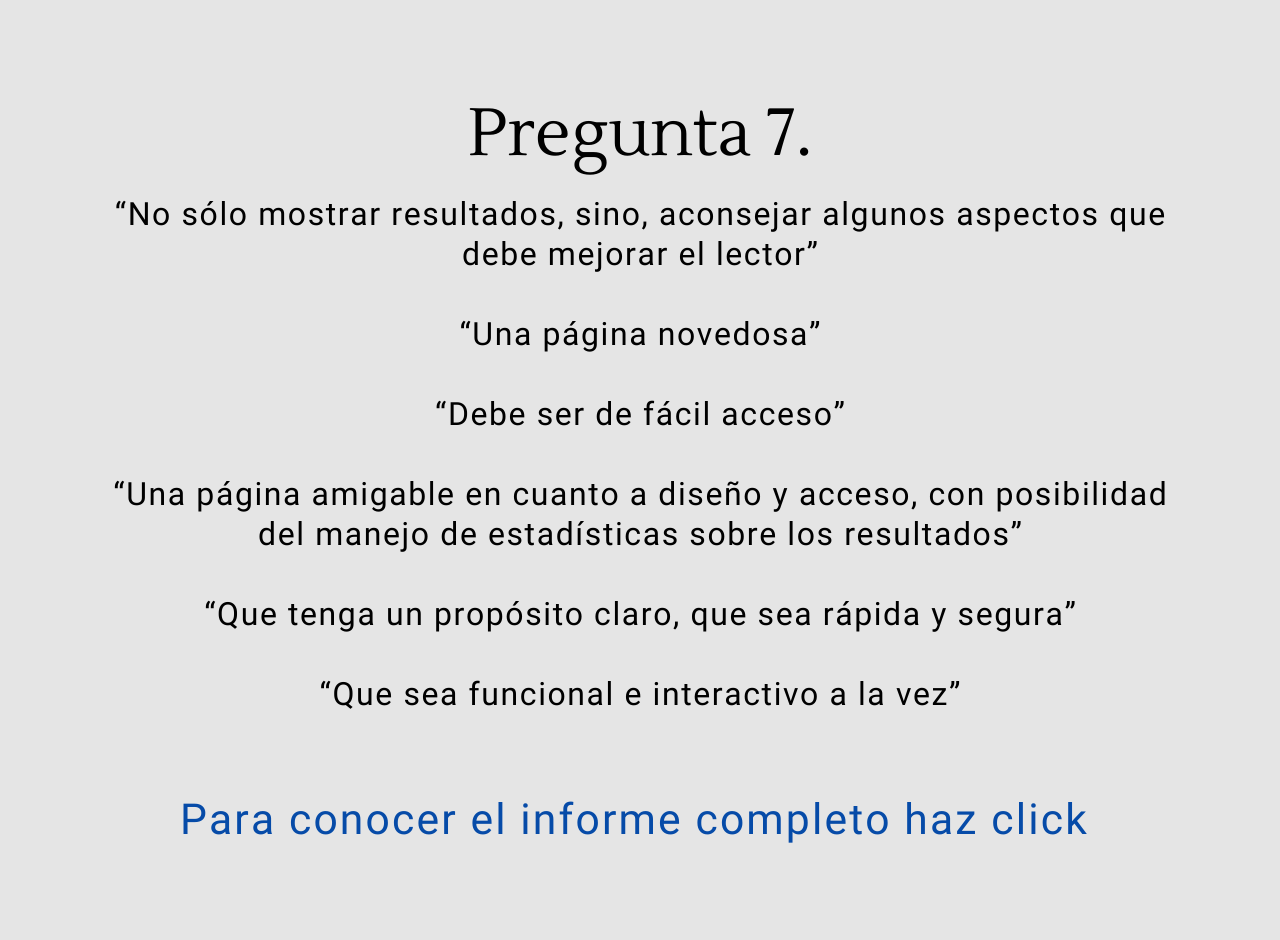 Pregunta 7.
“No sólo mostrar resultados, sino, aconsejar algunos aspectos que
debe mejorar el lector”
“Una página novedosa”
“Debe ser de fácil acceso”
“Una página amigable en cuanto a diseño y acceso, con posibilidad
del manejo de estadísticas sobre los resultados”
“Que tenga un propósito claro, que sea rápida y segura”
“Que sea funcional e interactivo a la vez”
Para conocer el informe completo haz click